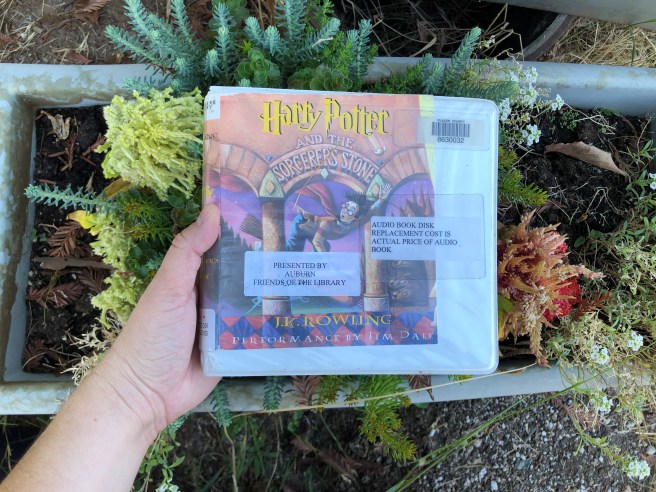 Harry Potter
AND THE
SORCERER'S STONE
8630032
AUDIO BOOK DISK
REPLACEMENT COST IS
ACTUAL PRICE OF AUDIO
BOOK
PRESENTED BY
AUBURN
FRIENDS OF THE LIBRARY
J.K. ROWLING
PERFORMANCE BY JIM DALE